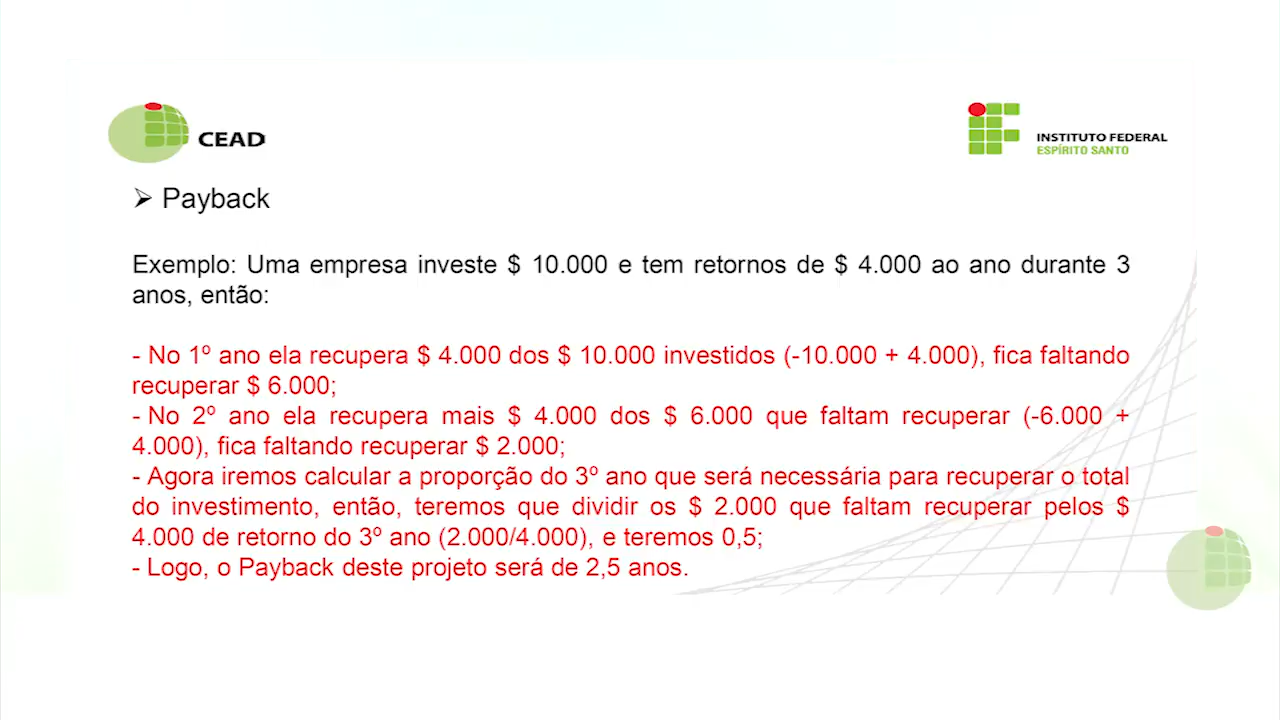 CEAD
INSTITUTO FEDERAL
ESPÍRITO SANTO
➢ Payback
Exemplo: Uma empresa investe $ 10.000 e tem retornos de $ 4.000 ao ano durante 3
anos, então:
- No 1º ano ela recupera $ 4.000 dos $ 10.000 investidos (-10.000 + 4.000), fica faltando
recuperar $ 6.000;
- No 2º ano ela recupera mais $ 4.000 dos $ 6.000 que faltam recuperar (-6.000 +
4.000), fica faltando recuperar $ 2.000;
- Agora iremos calcular a proporção do 3º ano que será necessária para recuperar o total
do investimento, então, teremos que dividir os $ 2.000 que faltam recuperar pelos $
4.000 de retorno do 3º ano (2.000/4.000), e teremos 0,5;
- Logo, o Payback deste projeto será de 2,5 anos.